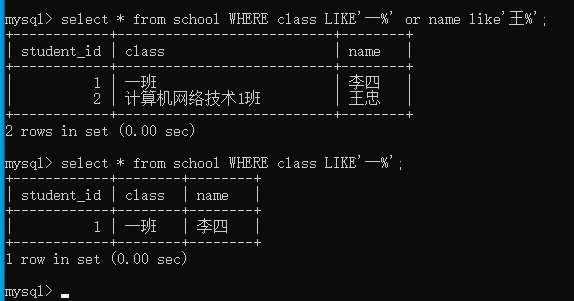 mysql> select * from school WHERE class LIKE'一%' or name like'王%';
+------------+----------------------+--------+
| student_id | class                | name   |
+------------+----------------------+--------+
|          1 | 一班                 | 李四   |
|          2 | 计算机网络技术1班    | 王忠   |
+------------+----------------------+--------+
2 rows in set (0.00 sec)
mysql> select * from school WHERE class LIKE'一%';
+------------+--------+--------+
| student_id | class  | name   |
+------------+--------+--------+
|          1 | 一班   | 李四   |
+------------+--------+--------+
1 row in set (0.00 sec)
mysql>